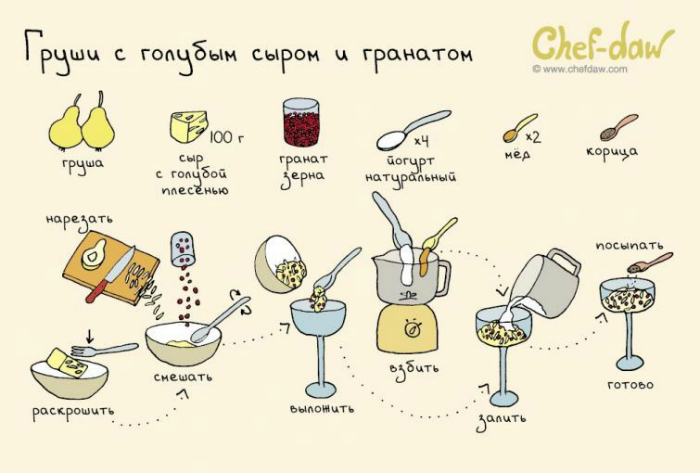 Груши с голубым сыром и гранатом
Chef-daw
© www.chefdaw.com
груша
100 г
сыр
с голубой
плесенью
гранат
зерна
x4
йогурт
натуральный
x2
мёд
корица
нарезать
раскрошить
смешать
выложить
взбить
залить
посыпать
готово